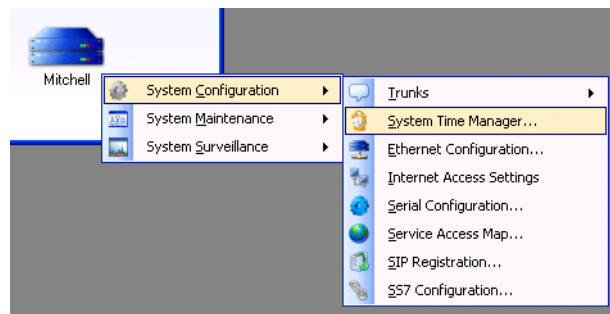 Mitchell
System Configuration
System Maintenance
System Surveillance
Trunks
System Time Manager...
Ethernet Configuration...
Internet Access Settings
Serial Configuration...
Service Access Map...
SIP Registration...
SS7 Configuration...